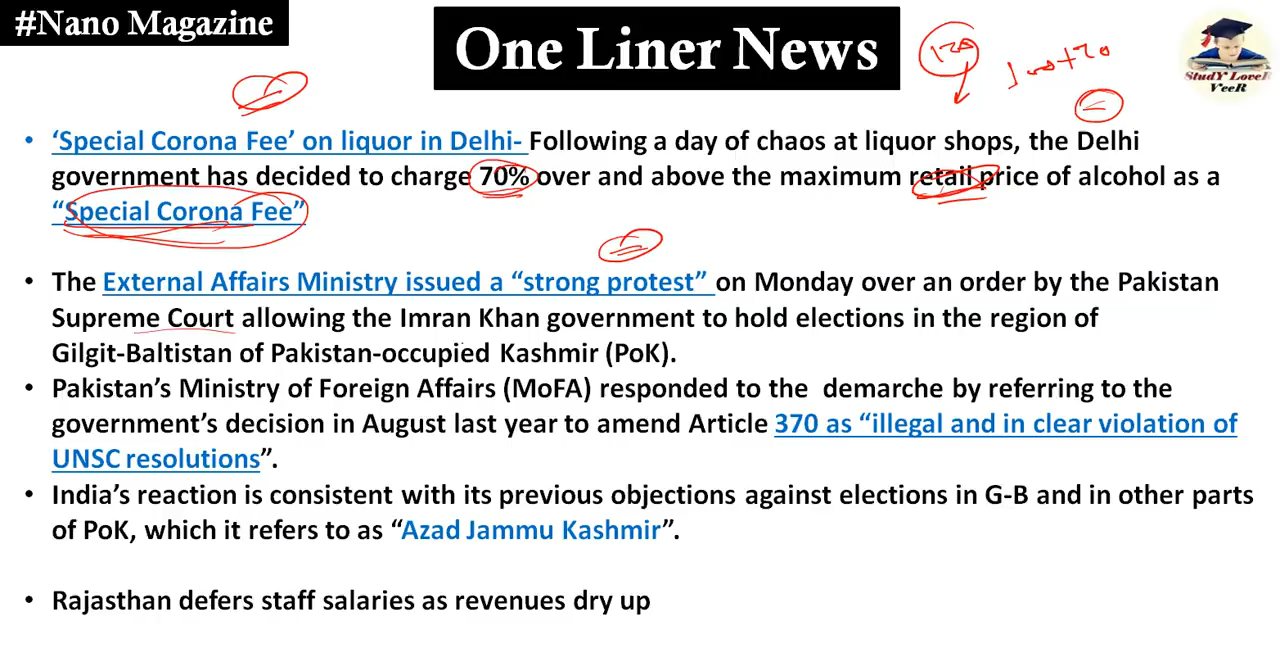 #Nano Magazine
One Liner News
170
100+70
StudY LoveR
VeeR
• ‘Special Corona Fee’ on liquor in Delhi- Following a day of chaos at liquor shops, the Delhi
government has decided to charge 70% over and above the maximum retail price of alcohol as a
“Special Corona Fee”
• The External Affairs Ministry issued a “strong protest” on Monday over an order by the Pakistan
Supreme Court allowing the Imran Khan government to hold elections in the region of
Gilgit-Baltistan of Pakistan-occupied Kashmir (PoK).
• Pakistan’s Ministry of Foreign Affairs (MoFA) responded to the demarche by referring to the
government’s decision in August last year to amend Article 370 as “illegal and in clear violation of
UNSC resolutions”.
• India’s reaction is consistent with its previous objections against elections in G-B and in other parts
of PoK, which it refers to as “Azad Jammu Kashmir”.
• Rajasthan defers staff salaries as revenues dry up